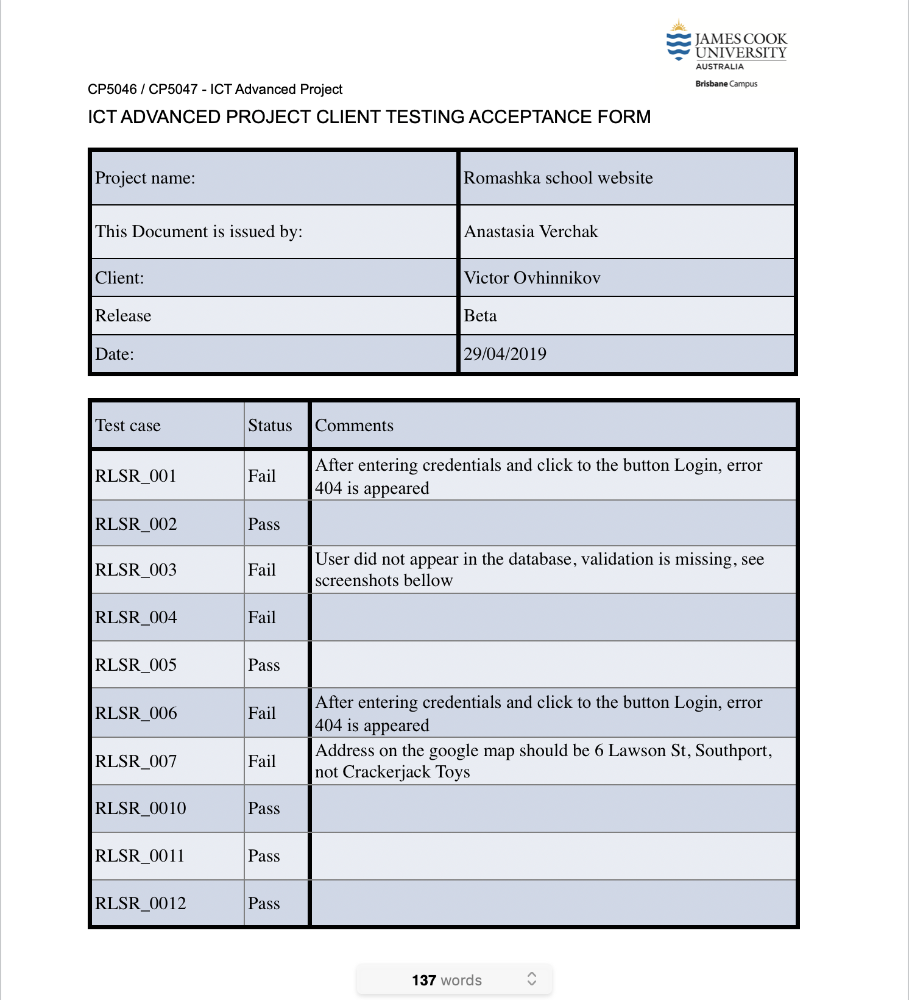 JAMES COOK
UNIVERSITY
AUSTRALIA
Brisbane Campus
CP5046 / CP5047 - ICT Advanced Project
ICT ADVANCED PROJECT CLIENT TESTING ACCEPTANCE FORM
Project name: Romashka school website
This Document is issued by: Anastasia Verchak
Client: Victor Ovhinnikov
Release Beta
Date: 29/04/2019
Test case Status Comments
RLSR_001 Fail After entering credentials and click to the button Login, error
404 is appeared
RLSR_002 Pass
RLSR_003 Fail User did not appear in the database, validation is missing, see
screenshots bellow
RLSR_004 Fail
RLSR_005 Pass
RLSR_006 Fail After entering credentials and click to the button Login, error
404 is appeared
RLSR_007 Fail Address on the google map should be 6 Lawson St, Southport,
not Crackerjack Toys
RLSR_0010 Pass
RLSR_0011 Pass
RLSR_0012 Pass
137 words